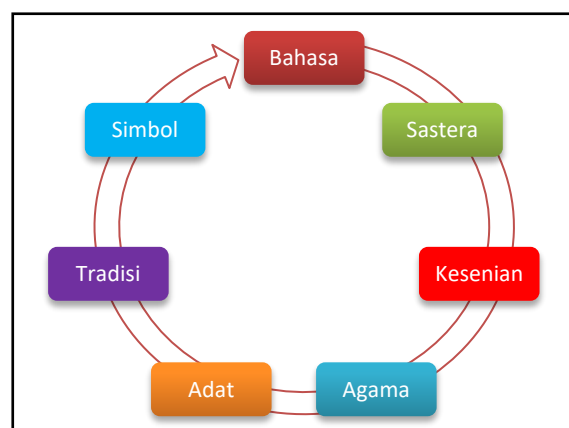 Bahasa
Sastera
Kesenian
Agama
Adat
Tradisi
Simbol